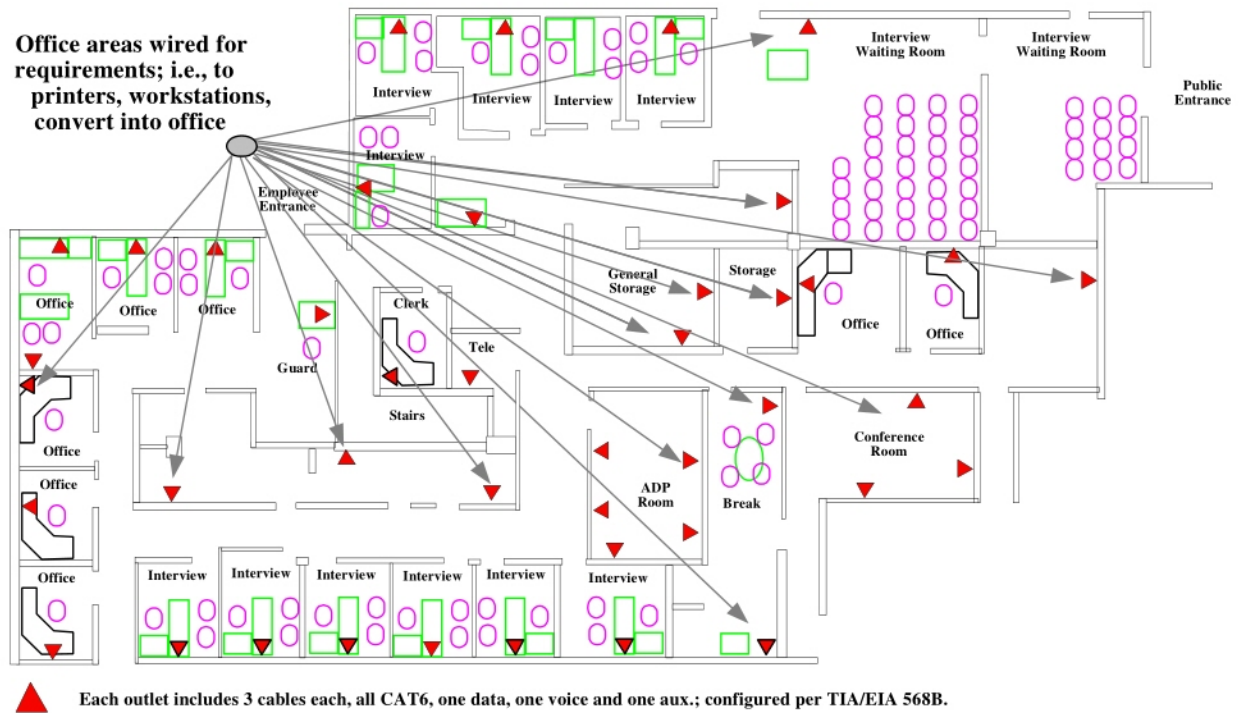 Office areas wired for
requirements; i.e., to
printers, workstations,
convert into office
Interview
Interview
Interview
Interview
Interview
Waiting Room
Interview
Waiting Room
Public
Entrance
Interview
Employee
Entrance
Office
Office
Office
Guard
Clerk
Tele
Stairs
General
Storage
Storage
Office
Office
Office
Office
Office
ADP
Room
Break
Conference
Room
Interview
Interview
Interview
Interview
Interview
Interview
Each outlet includes 3 cables each, all CAT6, one data, one voice and one aux.; configured per TIA/EIA 568B.